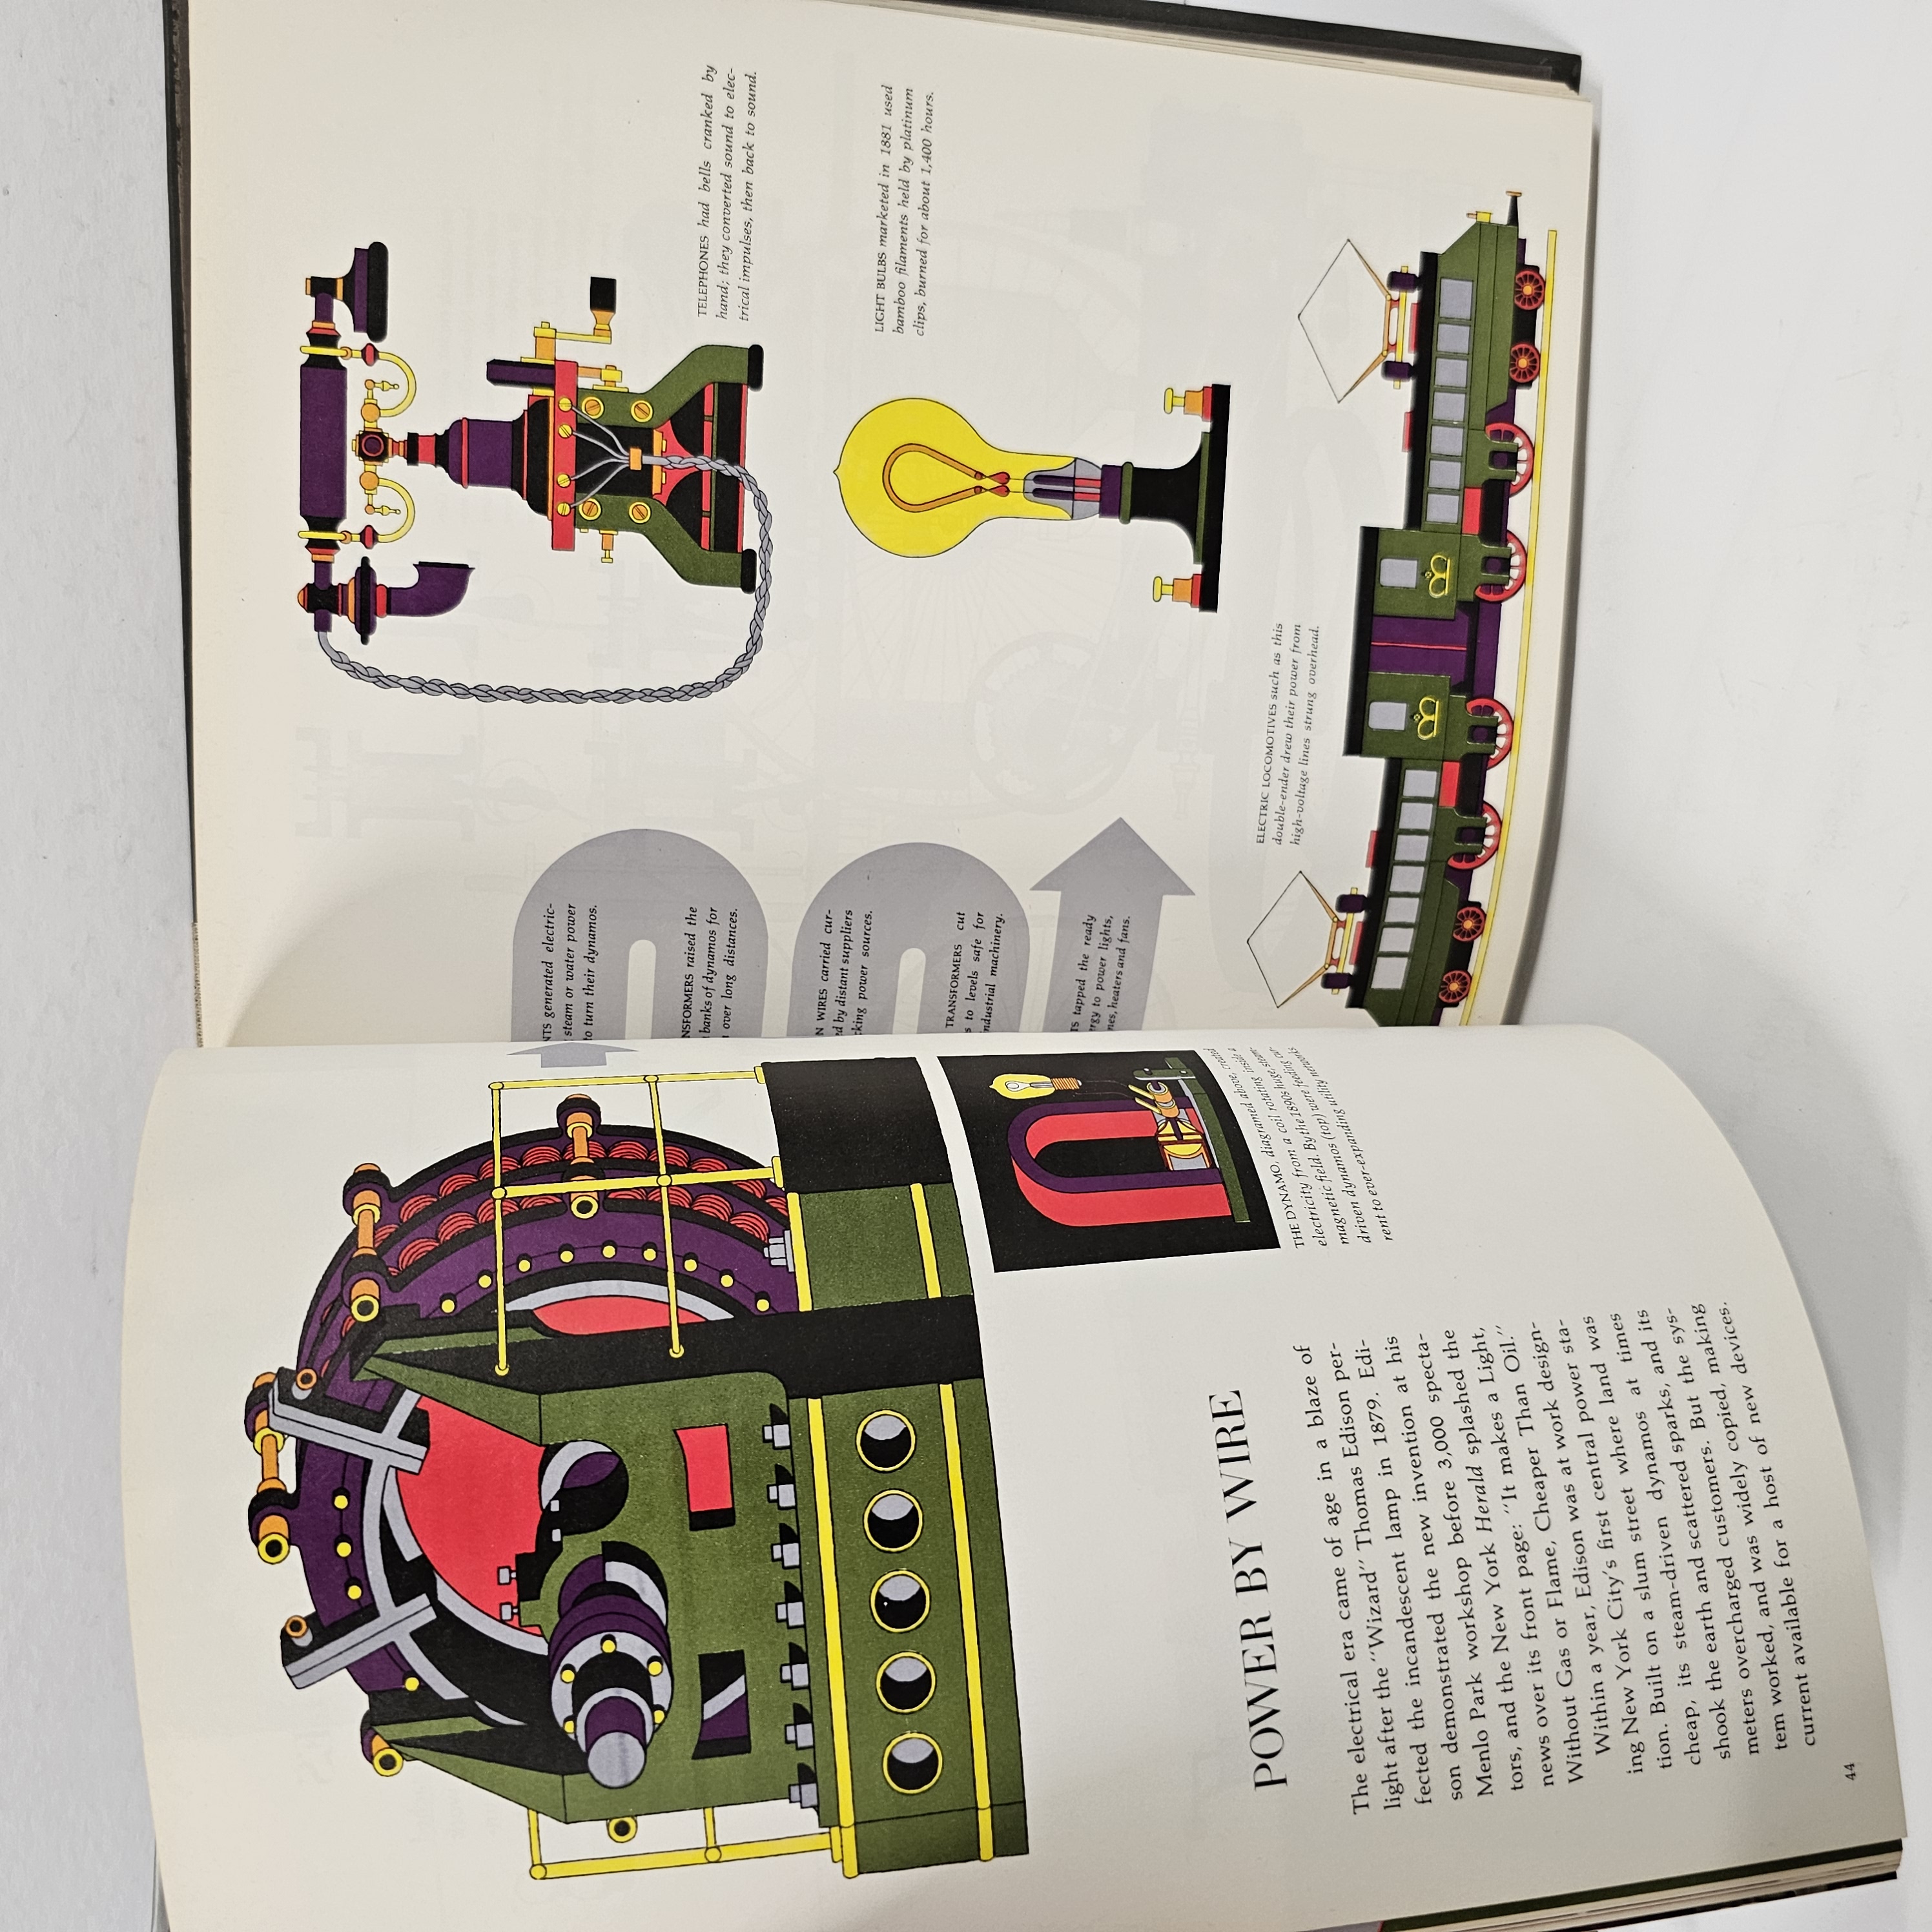 POWER BY WIRE
The electrical era came of age in a blaze of
light after the "Wizard" Thomas Edison per-
fected the incandescent lamp in 1879. Edi-
son demonstrated the new invention at his
Menlo Park workshop before 3,000 specta-
tors, and the New York Herald splashed the
news over its front page: "It makes a Light,
Without Gas or Flame, Cheaper Than Oil."
Within a year, Edison was at work design-
ing New York City's first central power sta-
tion. Built on a slum street where land was
cheap, its steam-driven dynamos at times
shook the earth and scattered sparks, and its
meters overcharged customers. But the sys-
tem worked, and was widely copied, making
current available for a host of new devices.
44
THE DYNAMO, diagramed above, created
electricity from a coil rotating inside a
magnetic field. By the 1890s huge, steam-
driven dynamos (top) were feeding cur-
rent to ever-expanding utility networks
NTS generated electric-
steam or water power
to turn their dynamos.
NSFORMERS raised the
banks of dynamos for
over long distances.
N WIRES carried cur-
ed by distant suppliers
cking power sources.
TRANSFORMERS cut
s to levels safe for
industrial machinery.
TS tapped the ready
ergy to power lights,
nes, heaters and fans.
TELEPHONES had bells cranked by
hand; they converted sound to elec-
trical impulses, then back to sound.
LIGHT BULBS marketed in 1881 used
bamboo filaments held by platinum
clips, burned for about 1,400 hours.
ELECTRIC LOCOMOTIVES such as this
double-ender drew their power from
high-voltage lines strung overhead.